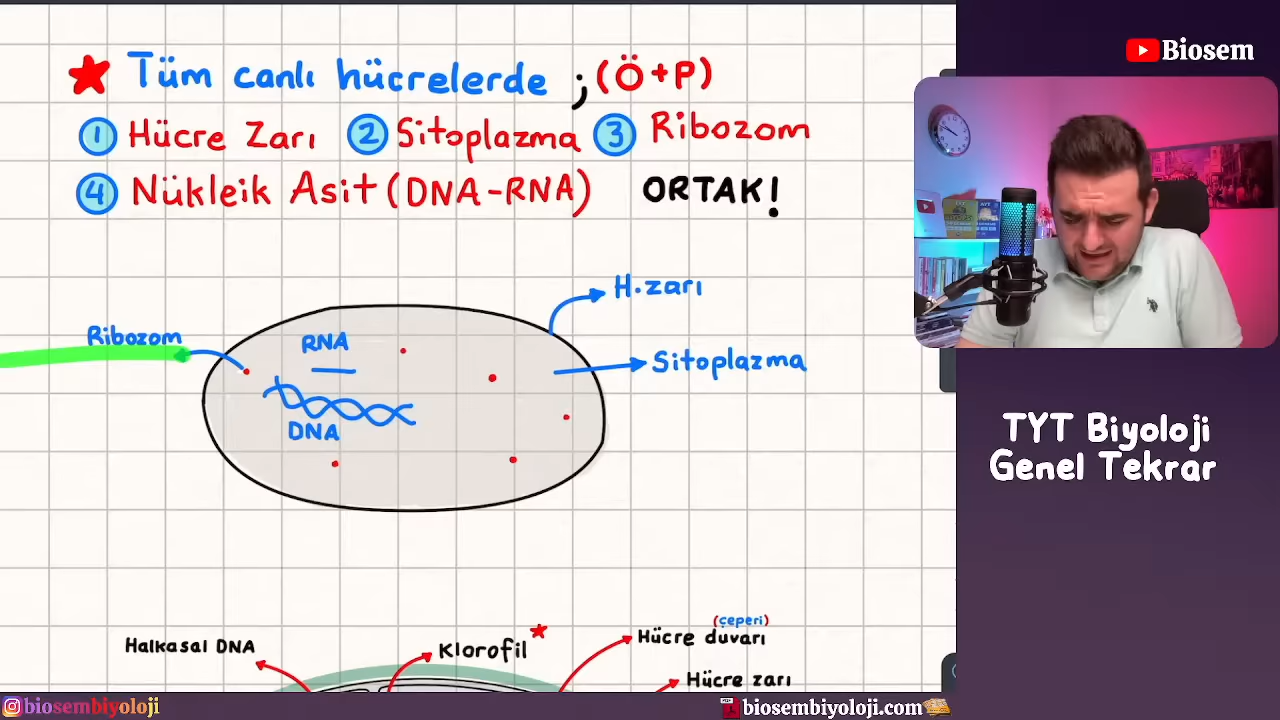 Tüm canlı hücrelerde ; (Ö+P)
1 Hücre Zarı 2 Sitoplazma 3 Ribozom
4 Nükleik Asit (DNA-RNA) ORTAK!
H.zarı
Ribozom
RNA
Sitoplazma
DNA
(çeperi)
Halkasal DNA
Klorofil
Hücre duvarı
Hücre zarı
Biosem
TYT Biyoloji
Genel Tekrar
biosembiyoloji
biosembiyoloji.com